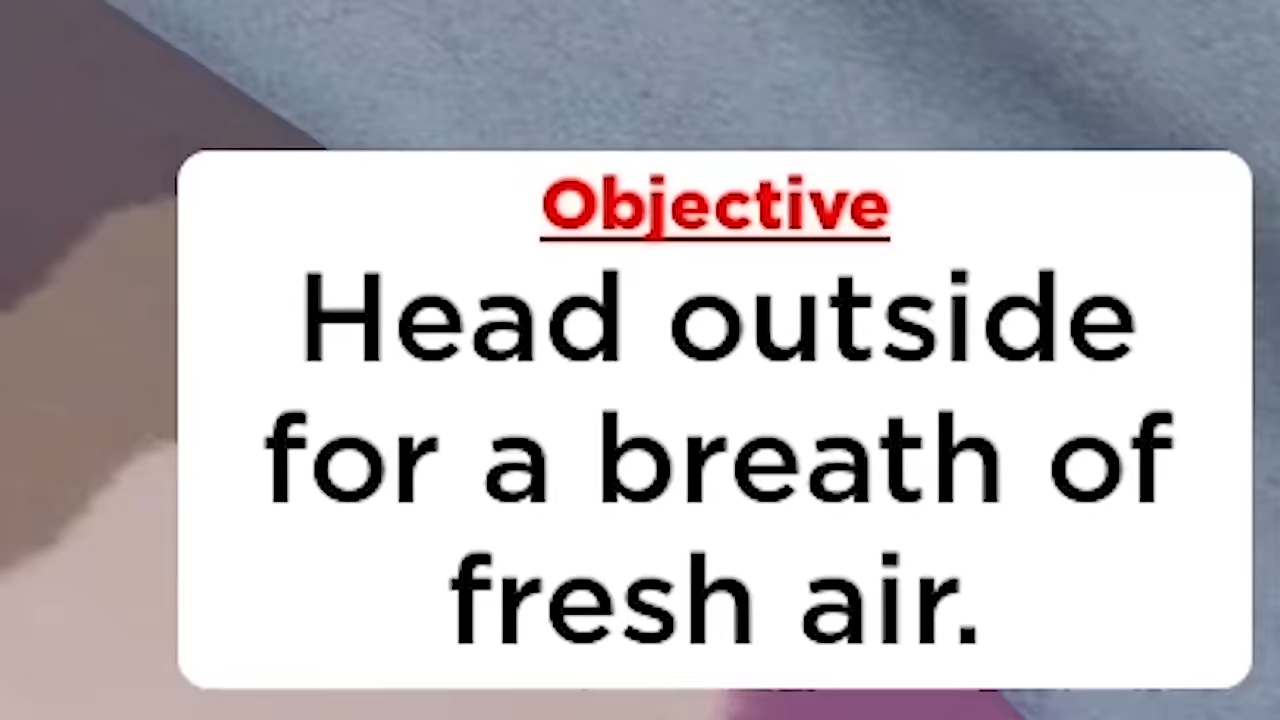 Objective
Head outside
for a breath of
fresh air.